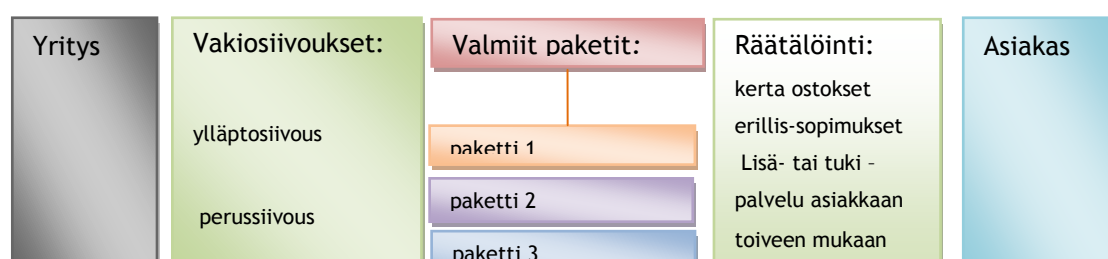 Yritys
Vakiosiivoukset:
ylläptosiivous
perussiivous
Valmiit paketit:
paketti 1
paketti 2
paketti 3
Räätälöinti:
kerta ostokset
erillis-sopimukset
Lisä- tai tuki –
palvelu asiakkaan
toiveen mukaan
Asiakas